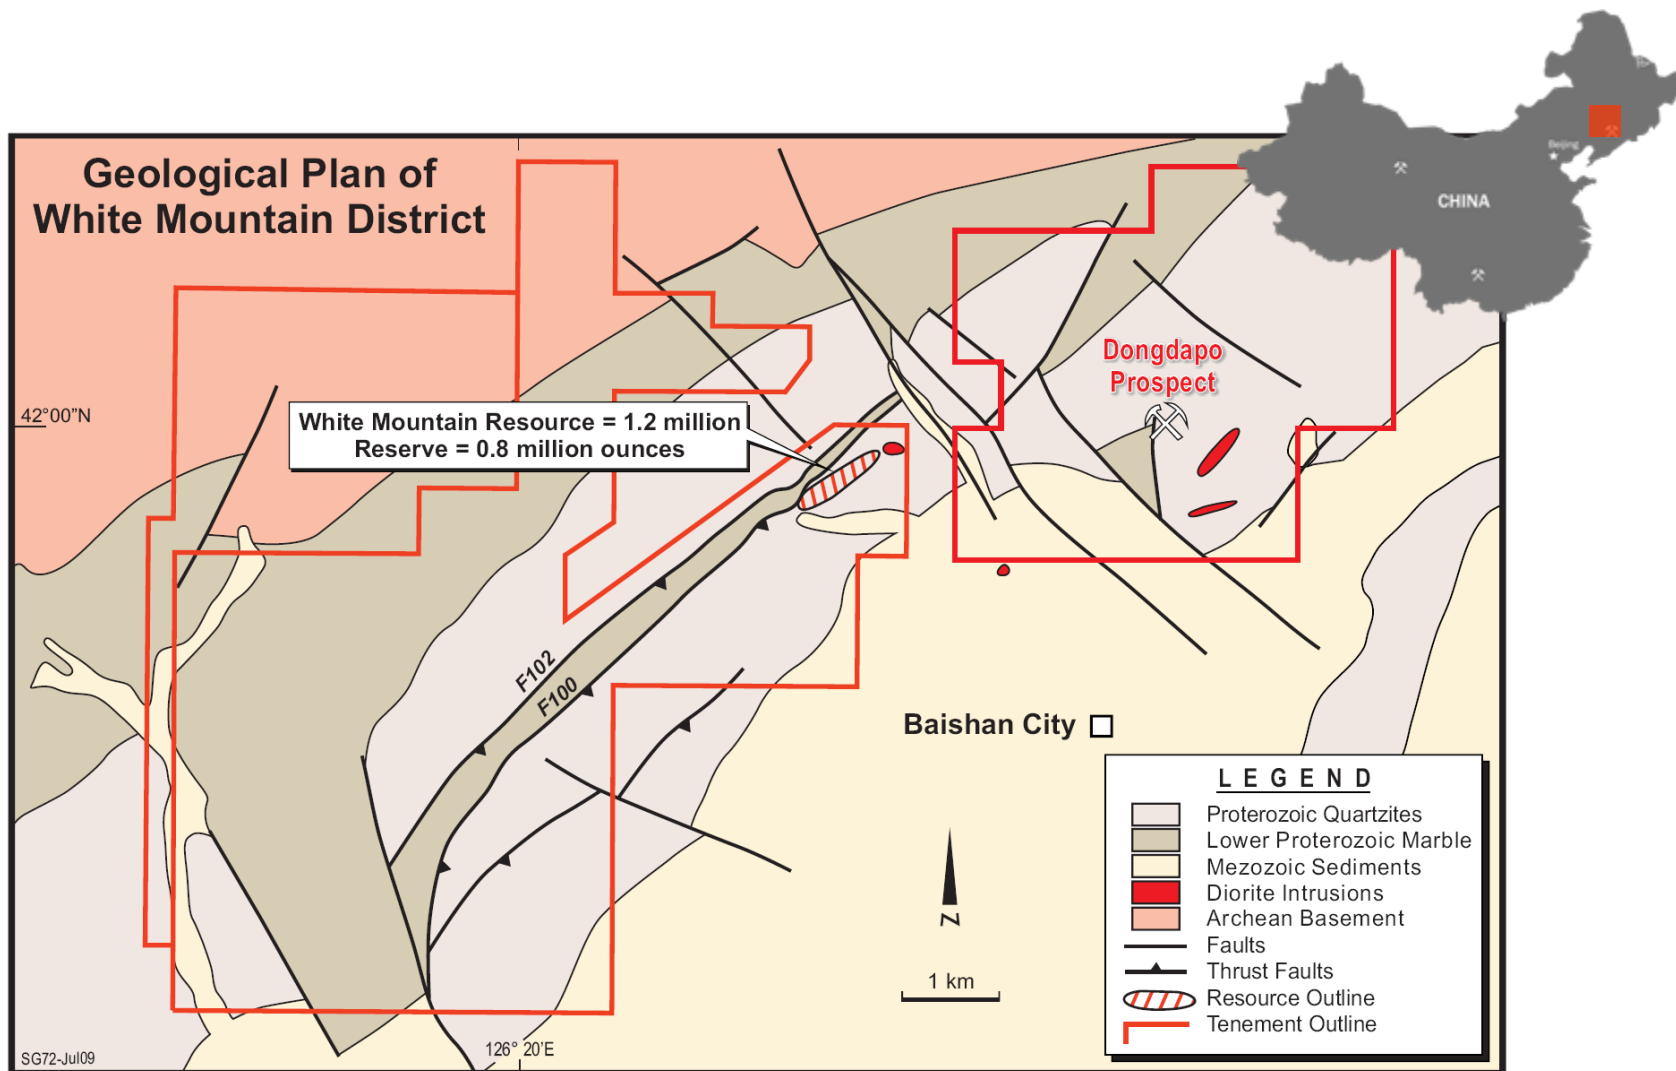 Geological Plan of
White Mountain District
Beijing
CHINA
Dongdapo
Prospect
42°00"N
White Mountain Resource = 1.2 million
Reserve = 0.8 million ounces
F102
F100
Baishan City
LEGEND
Proterozoic Quartzites
Lower Proterozoic Marble
Mezozoic Sediments
Diorite Intrusions
Archean Basement
Faults
Thrust Faults
Resource Outline
Tenement Outline
N
1 km
SG72-Jul09
126° 20'E